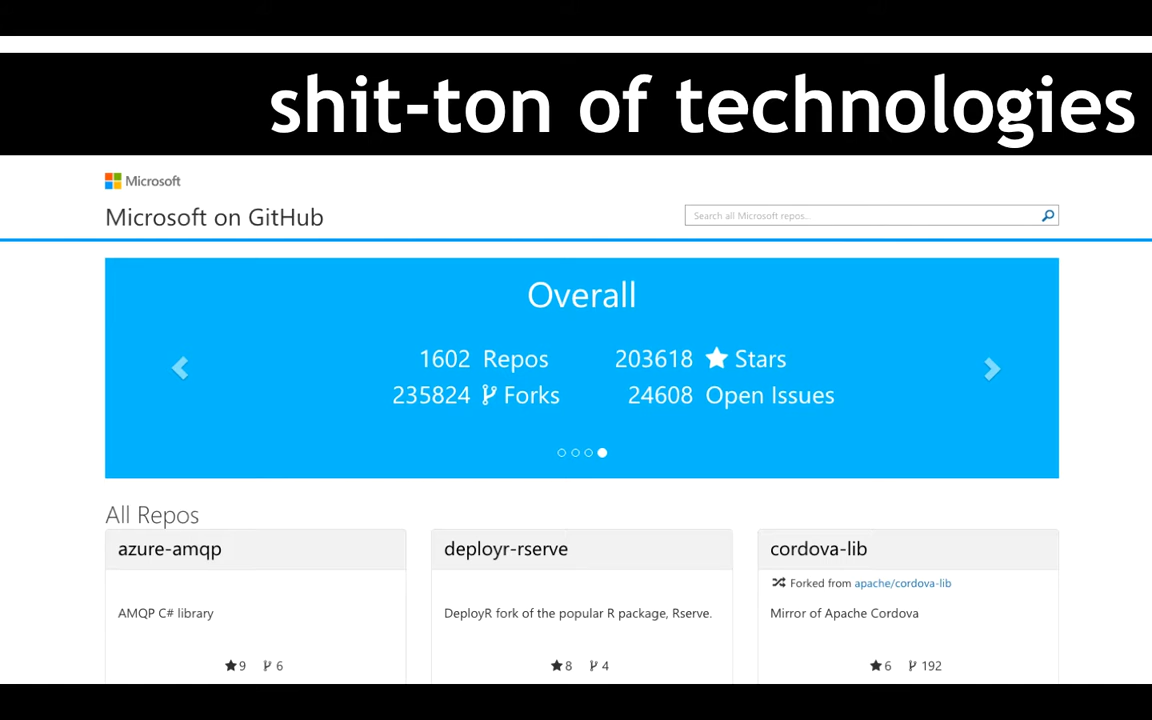 shit-ton of technologies
Microsoft
Microsoft on GitHub
Search all Microsoft repos...
Overall
1602 Repos 203618 Stars
235824 Forks 24608 Open Issues
All Repos
azure-amqp
AMQP C# library
9 6
deployr-rserve
DeployR fork of the popular R package, Rserve.
8 4
cordova-lib
Forked from apache/cordova-lib
Mirror of Apache Cordova
6 192